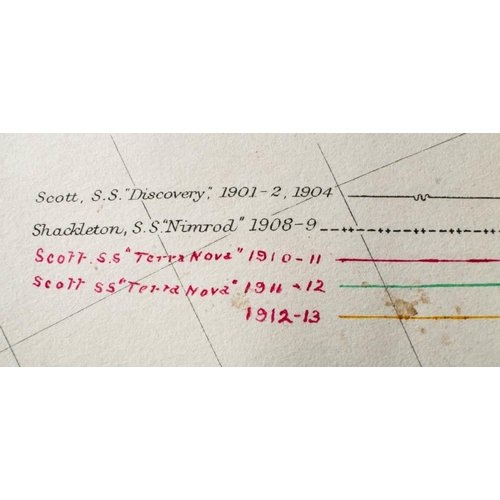 Scott, S.S. "Discovery," 1901-2, 1904
Shackleton, S.S. "Nimrod" 1908-9
Scott. S.S "Terra Nova" 1910-11
Scott SS "Terra Nova" 1911-12
1912-13